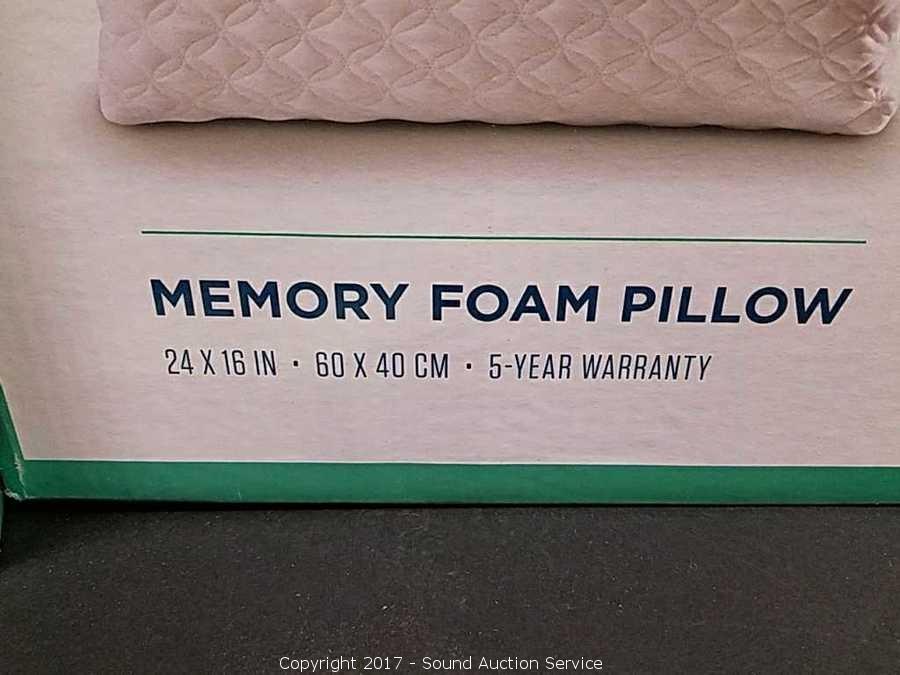 MEMORY FOAM PILLOW
24 X 16 IN · 60 X 40 CM · 5-YEAR WARRANTY
Copyright 2017 - Sound Auction Service